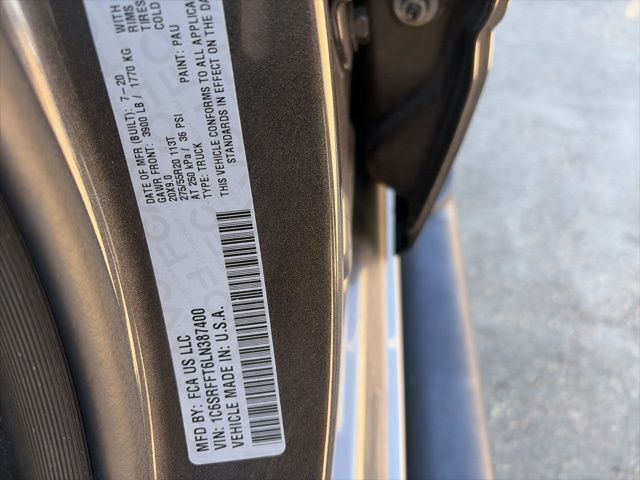 MFD BY: FCA US LLC
DATE OF MFR (BUILT): 7-20
GAWR FRONT: 3900 LB / 1770 KG
WITH
20X9.0
RIMS
275/55R20 113T
TIRES
AT 250 kPa / 36 PSI
COLD
TYPE: TRUCK
PAINT: PAU
THIS VEHICLE CONFORMS TO ALL APPLICA
STANDARDS IN EFFECT ON THE DA
VIN: 1C6SRFFT6LN387400
VEHICLE MADE IN: U.S.A.